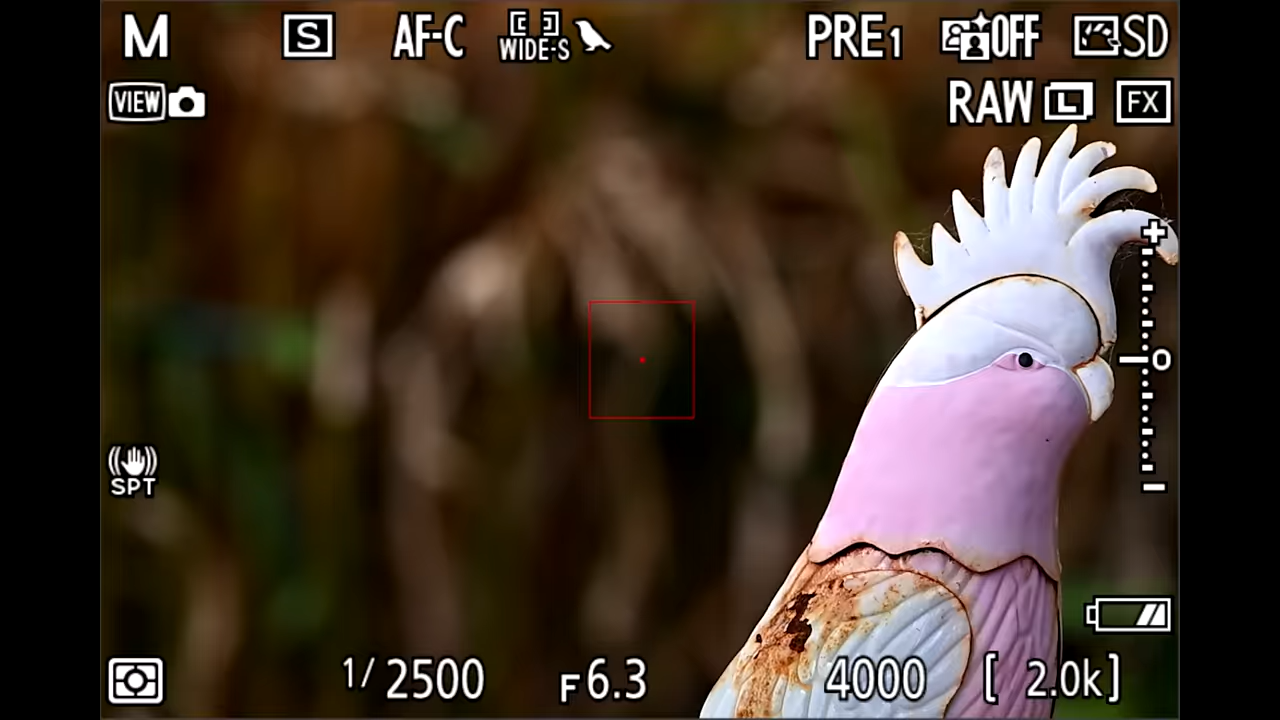 M S AF-C WIDE-S PRE1 OFF SD
VIEW RAW L FX
+
0
-
SPT
1/2500 F6.3 4000 [ 2.0k]